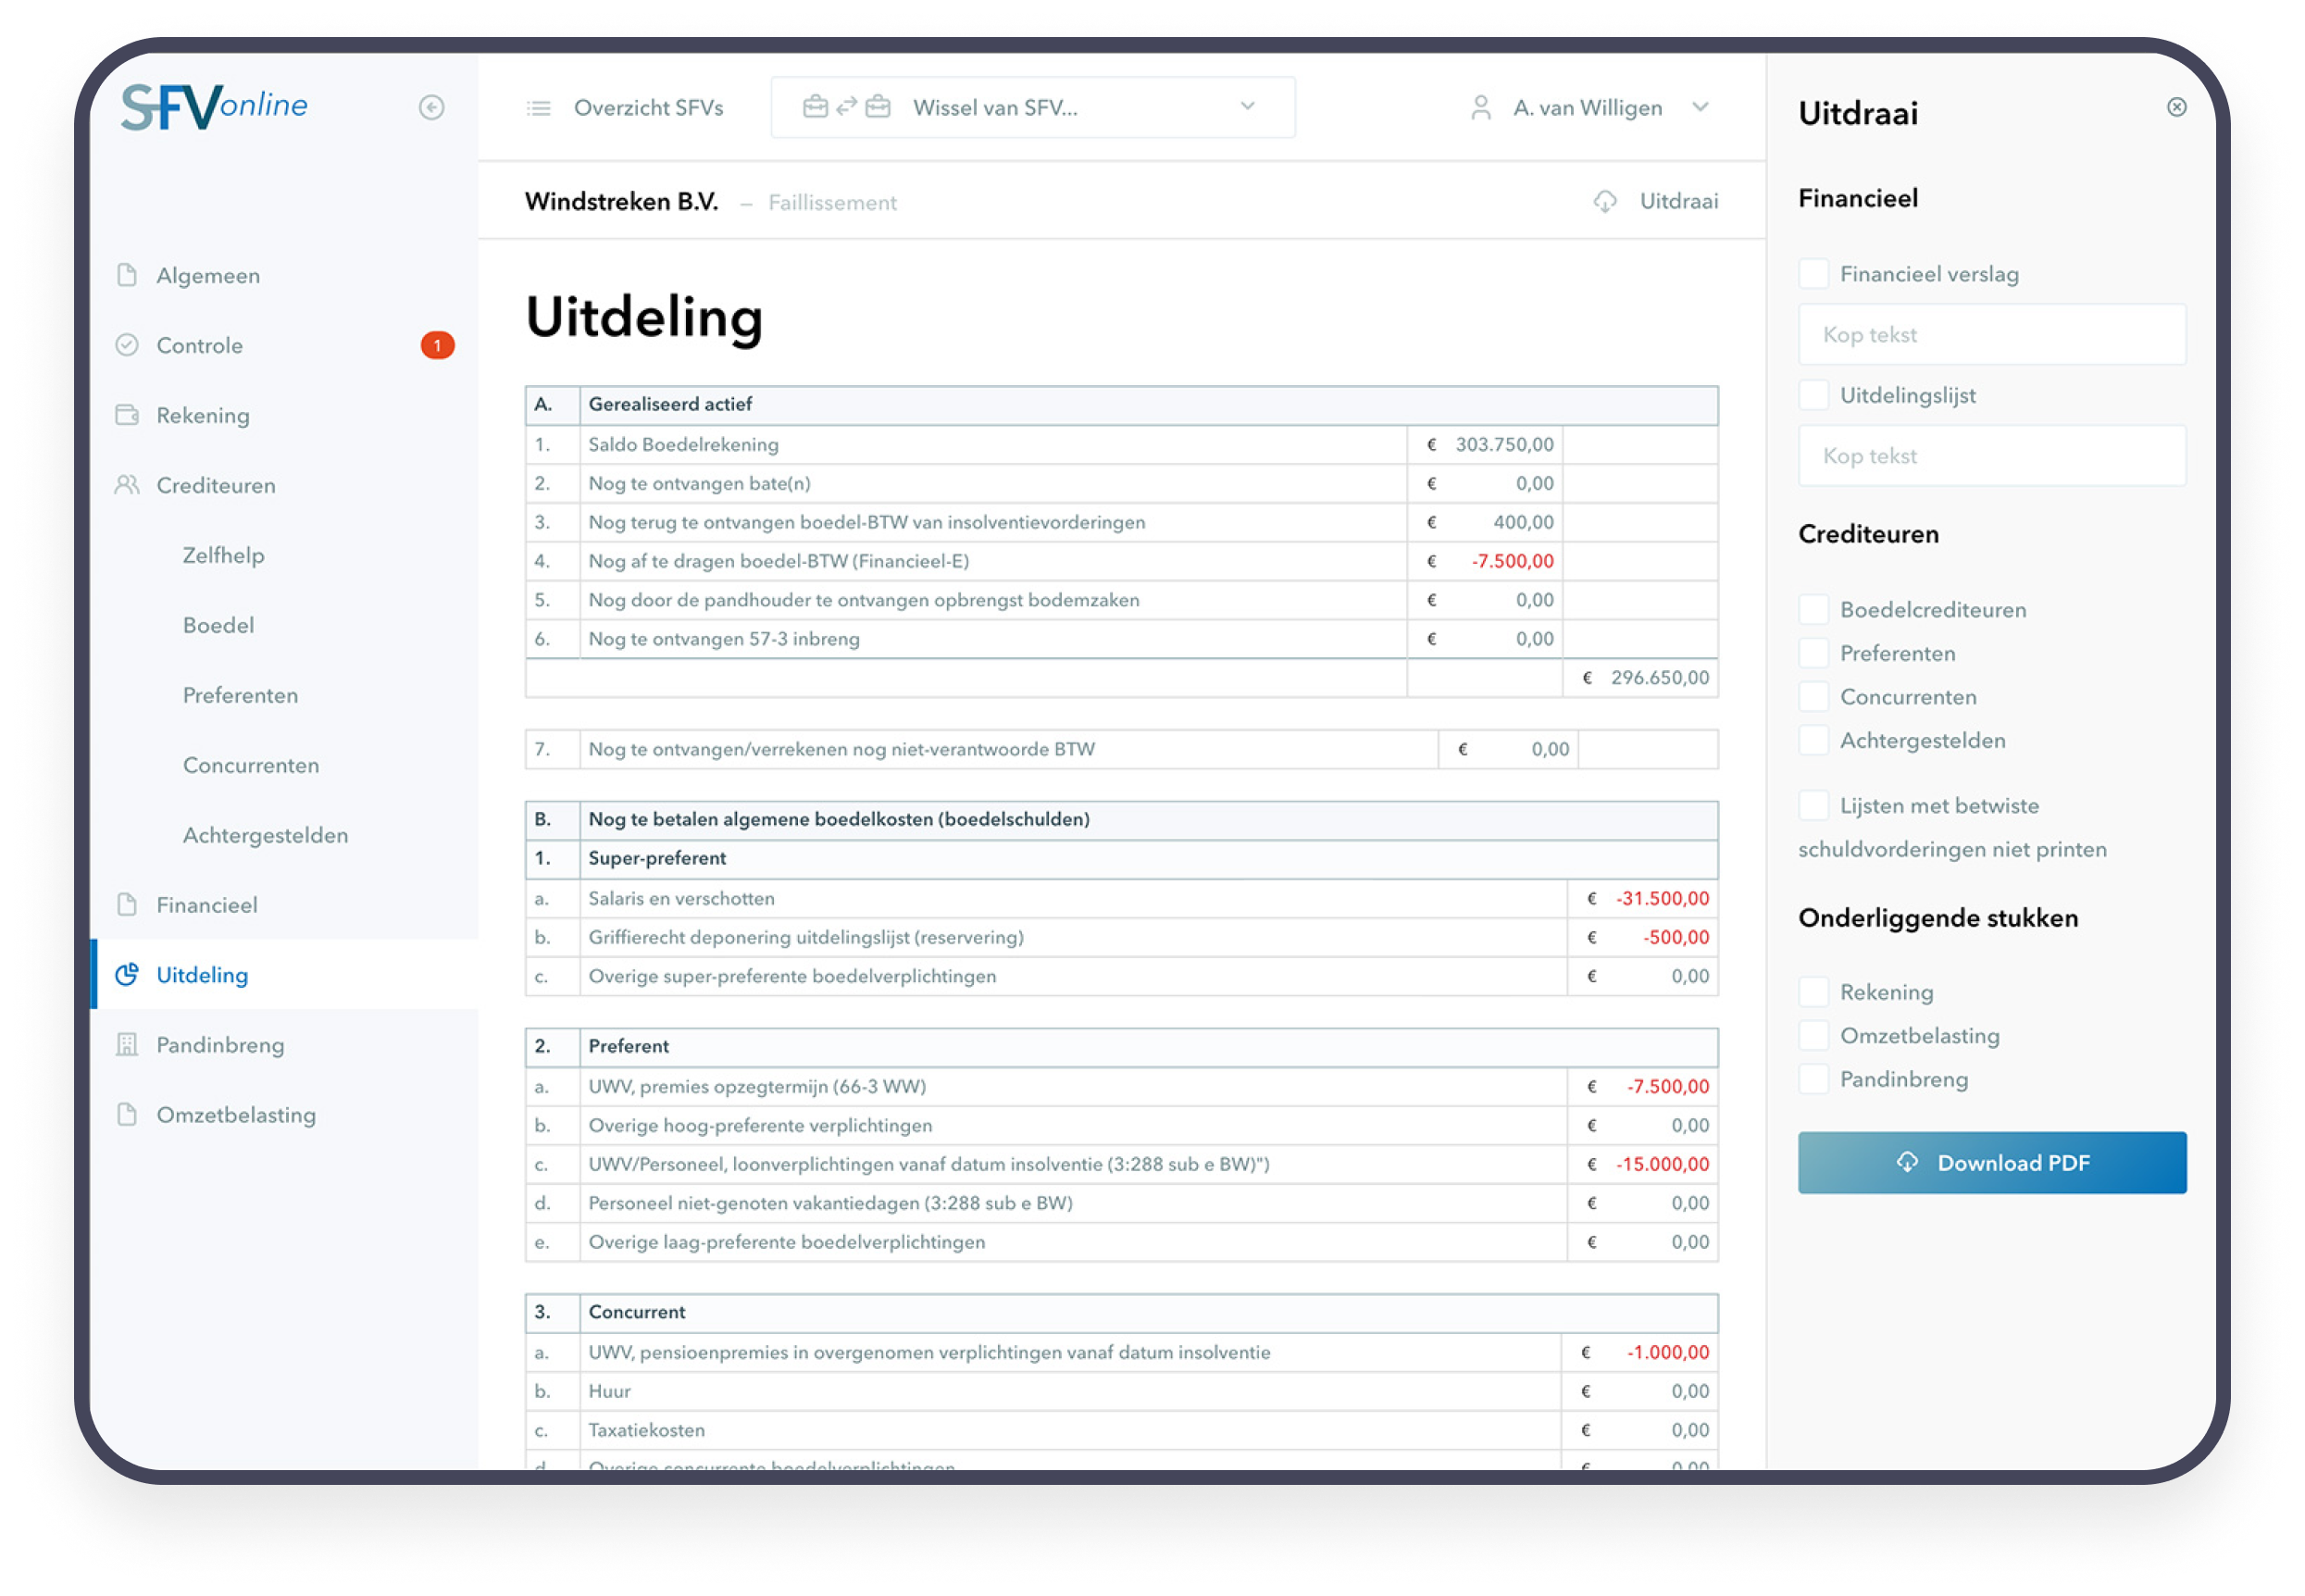 SFVonline
Algemeen
Controle 1
Rekening
Crediteuren
Zelfhelp
Boedel
Preferenten
Concurrenten
Achtergestelden
Financieel
Uitdeling
Pandinbreng
Omzetbelasting
Overzicht SFVs Wissel van SFV... A. van Willigen
Windstreken B.V. – Faillissement Uitdraai
Uitdeling
A. Gerealiseerd actief
1. Saldo Boedelrekening € 303.750,00
2. Nog te ontvangen bate(n) € 0,00
3. Nog terug te ontvangen boedel-BTW van insolventievorderingen € 400,00
4. Nog af te dragen boedel-BTW (Financieel-E) € -7.500,00
5. Nog door de pandhouder te ontvangen opbrengst bodemzaken € 0,00
6. Nog te ontvangen 57-3 inbreng € 0,00
€ 296.650,00
7. Nog te ontvangen/verrekenen nog niet-verantwoorde BTW € 0,00
B. Nog te betalen algemene boedelkosten (boedelschulden)
1. Super-preferent
a. Salaris en verschotten € -31.500,00
b. Griffierecht deponering uitdelingslijst (reservering) € -500,00
c. Overige super-preferente boedelverplichtingen € 0,00
2. Preferent
a. UWV, premies opzegtermijn (66-3 WW) € -7.500,00
b. Overige hoog-preferente verplichtingen € 0,00
c. UWV/Personeel, loonverplichtingen vanaf datum insolventie (3:288 sub e BW)") € -15.000,00
d. Personeel niet-genoten vakantiedagen (3:288 sub e BW) € 0,00
e. Overige laag-preferente boedelverplichtingen € 0,00
3. Concurrent
a. UWV, pensioenpremies in overgenomen verplichtingen vanaf datum insolventie € -1.000,00
b. Huur € 0,00
c. Taxatiekosten € 0,00
d. Overige concurrente boedelverplichtingen € 0,00
Uitdraai
Financieel
Financieel verslag
Kop tekst
Uitdelingslijst
Kop tekst
Crediteuren
Boedelcrediteuren
Preferenten
Concurrenten
Achtergestelden
Lijsten met betwiste
schuldvorderingen niet printen
Onderliggende stukken
Rekening
Omzetbelasting
Pandinbreng
Download PDF